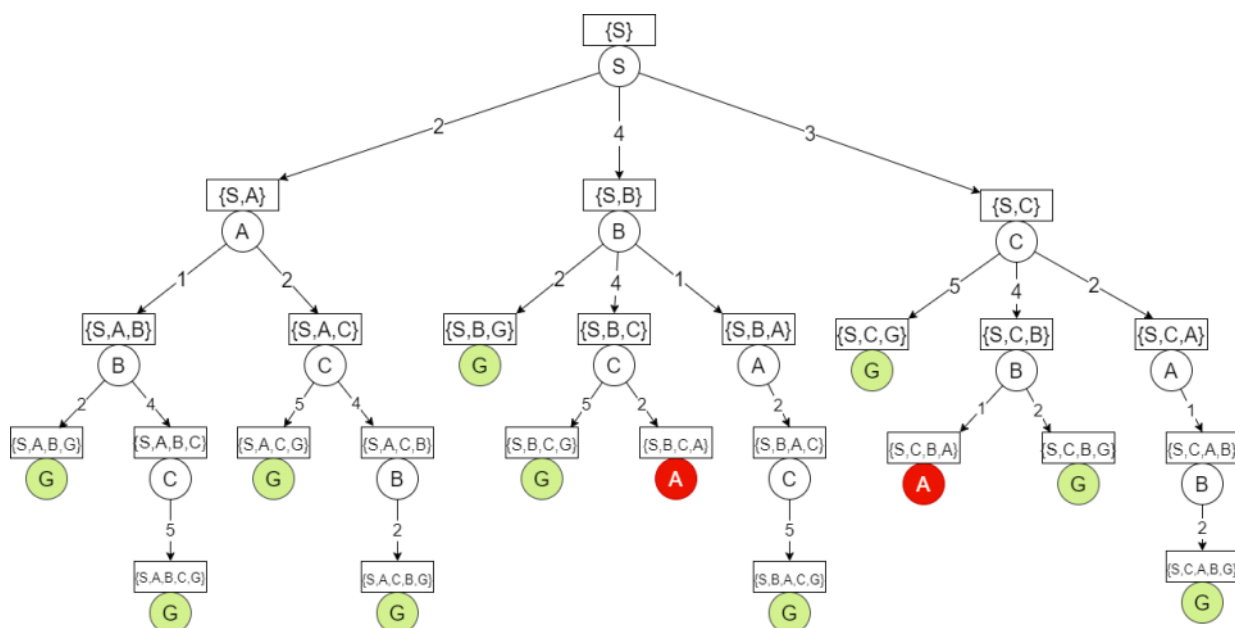 {S}
S
2 4 3
{S,A} {S,B} {S,C}
A B C
1 2 2 4 1 5 4 2
{S,A,B} {S,A,C} {S,B,G} {S,B,C} {S,B,A} {S,C,G} {S,C,B} {S,C,A}
B C G C A G B A
2 4 5 4 5 2 2 1 2 1
{S,A,B,G} {S,A,B,C} {S,A,C,G} {S,A,C,B} {S,B,C,G} {S,B,C,A} {S,B,A,C} {S,C,B,A} {S,C,B,G} {S,C,A,B}
G C G B G A C A G B
5 2 5 2
{S,A,B,C,G} {S,A,C,B,G} {S,B,A,C,G} {S,C,A,B,G}
G G G G